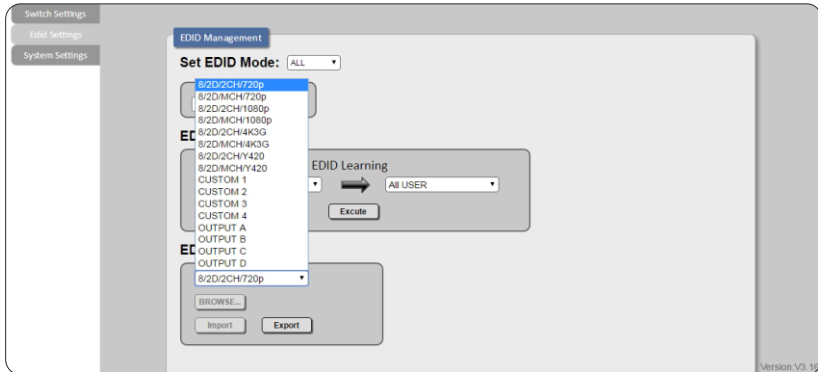 Switch Settings
Edid Settings
System Settings
EDID Management
Set EDID Mode: ALL
8/2D/2CH/720p
8/2D/MCH/720p
8/2D/2CH/1080p
8/2D/MCH/1080p
8/2D/2CH/4K3G
8/2D/MCH/4K3G
8/2D/2CH/Y420
8/2D/MCH/Y420
CUSTOM 1
CUSTOM 2
CUSTOM 3
CUSTOM 4
OUTPUT A
OUTPUT B
OUTPUT C
OUTPUT D
EDID Learning
All USER
Excute
8/2D/2CH/720p
BROWSE...
Import Export
Version:V3.16